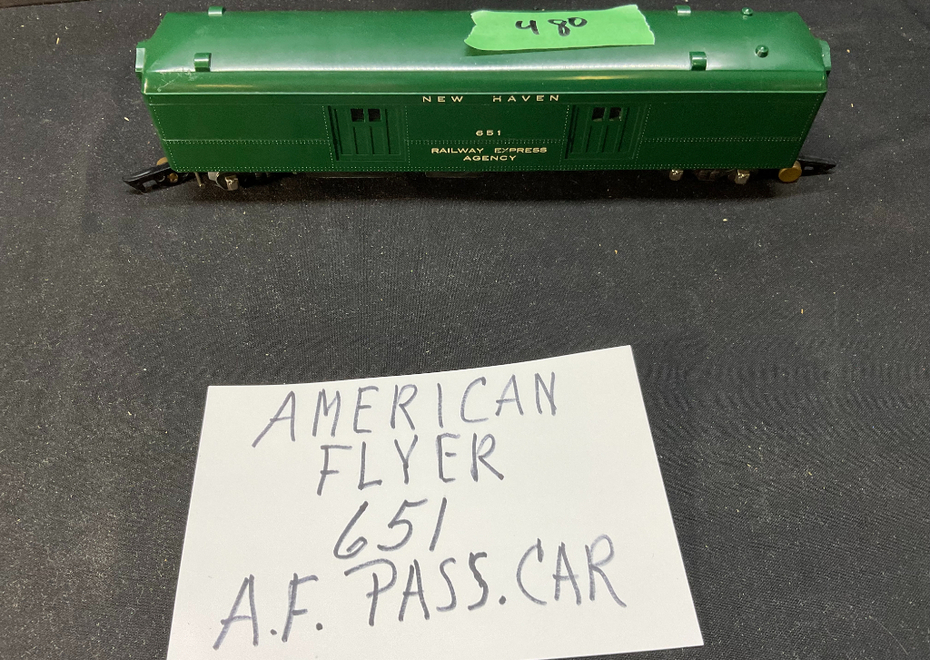 480
NEW HAVEN
651
RAILWAY EXPRESS
AGENCY
AMERICAN
FLYER
651
A.F. PASS. CAR